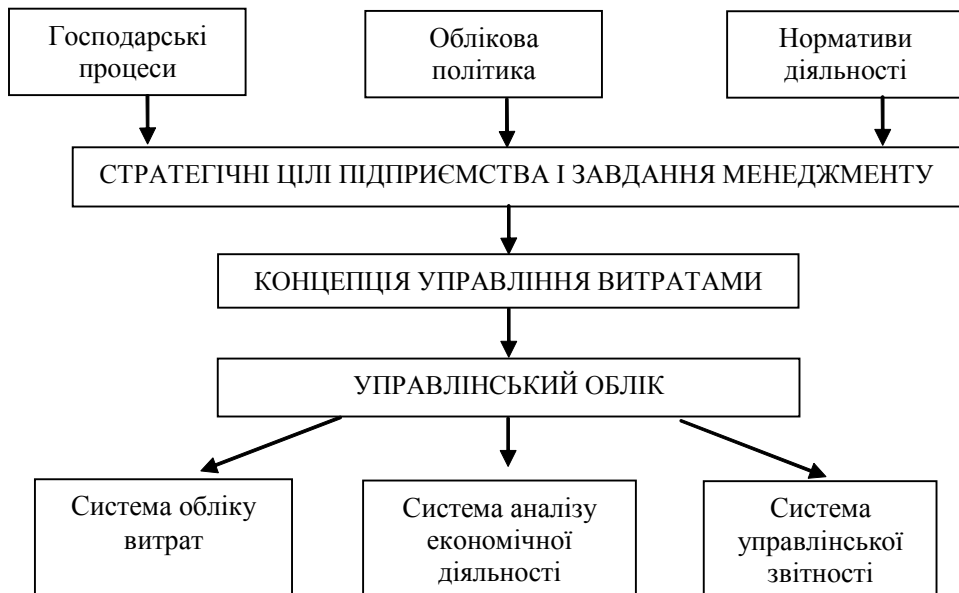 Господарські
процеси
Облікова
політика
Нормативи
діяльності
СТРАТЕГІЧНІ ЦІЛІ ПІДПРИЄМСТВА І ЗАВДАННЯ МЕНЕДЖМЕНТУ
КОНЦЕПЦІЯ УПРАВЛІННЯ ВИТРАТАМИ
УПРАВЛІНСЬКИЙ ОБЛІК
Система обліку
витрат
Система аналізу
економічної
діяльності
Система
управлінської
звітності